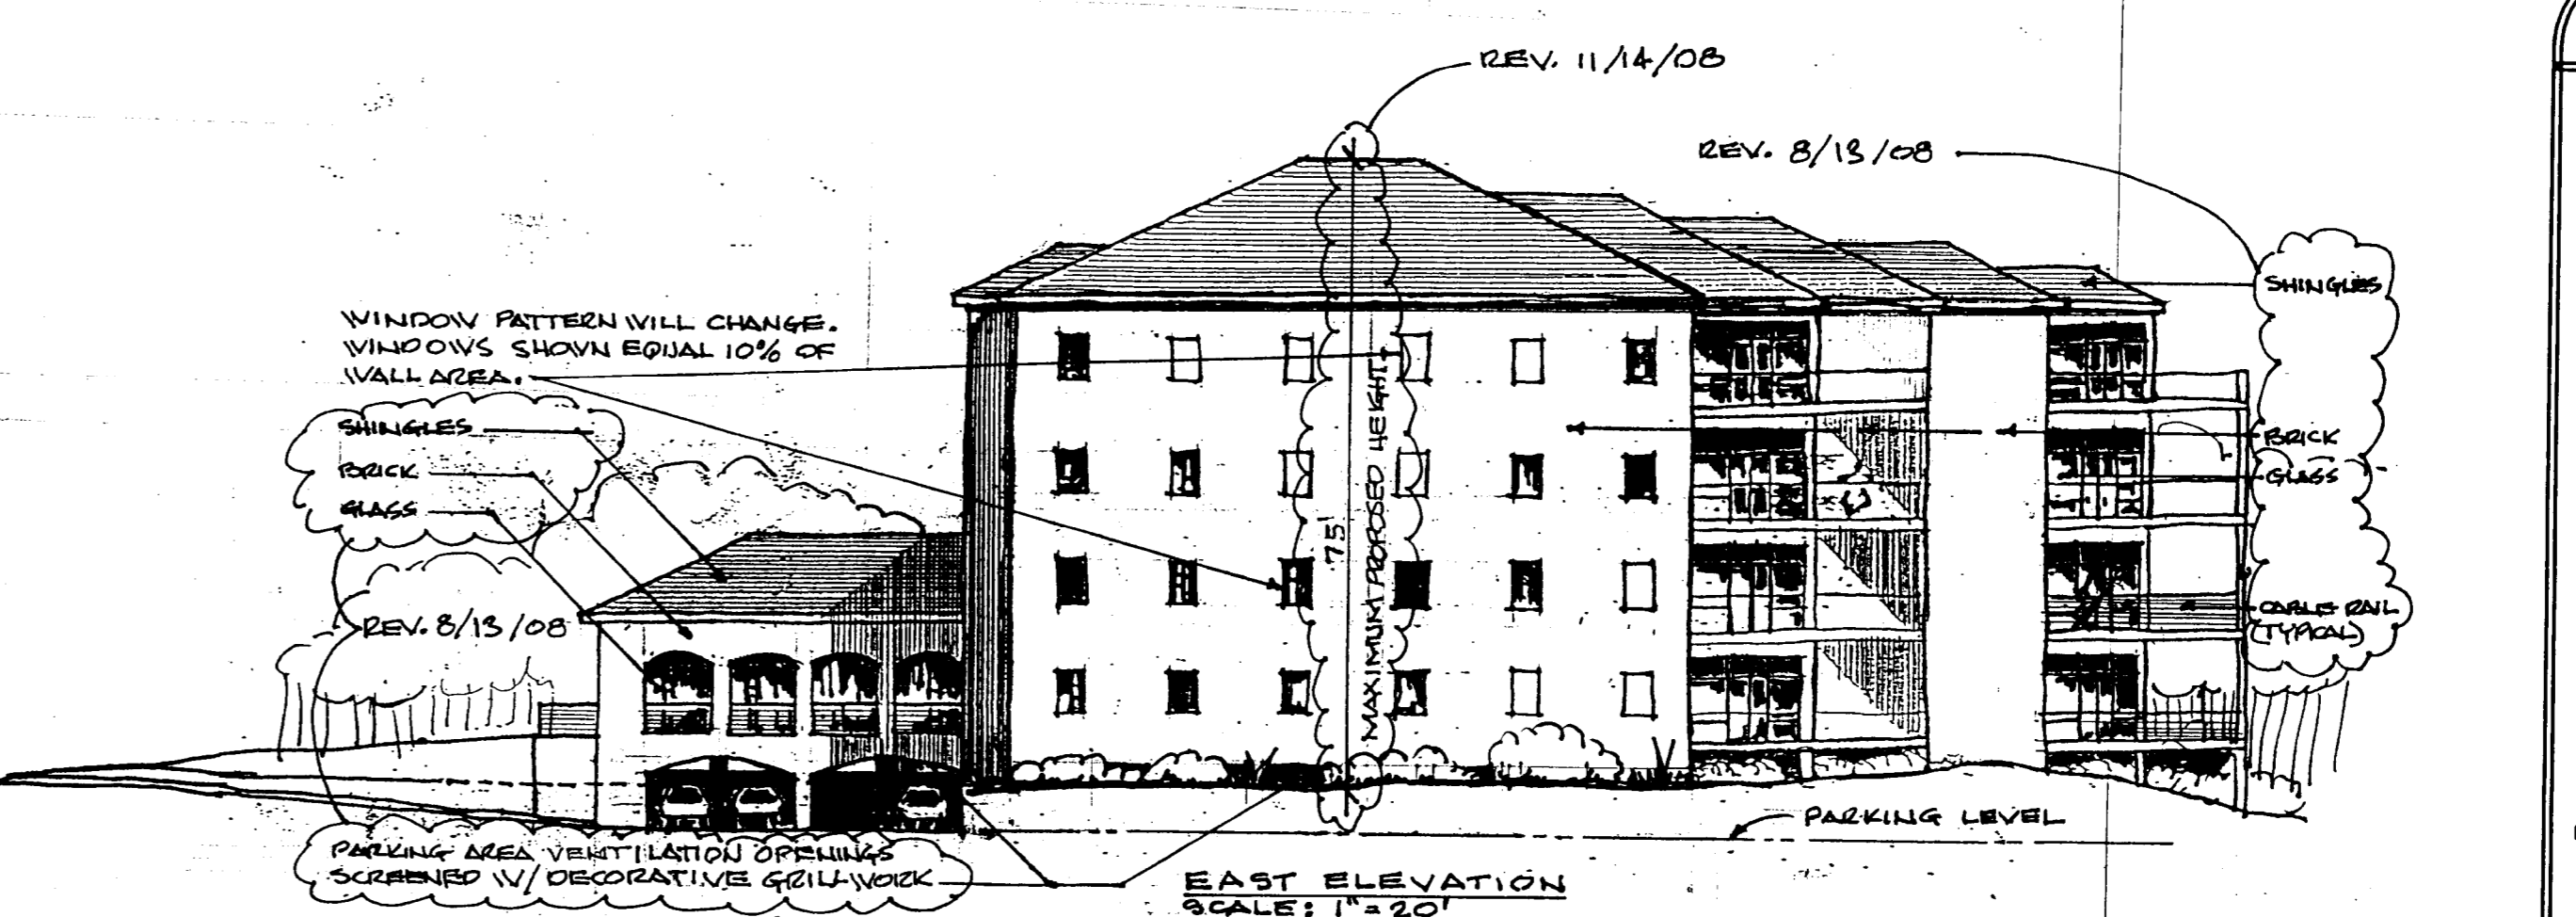 REV. 11/14/08
REV. 8/13/08
SHINGLES
WINDOW PATTERN WILL CHANGE.
WINDOWS SHOWN EQUAL 10% OF
WALL AREA.
SHINGLES
BRICK
GLASS
75'
MAXIMUM PROPOSED HEIGHT
BRICK
GLASS
CABLE RAIL
(TYPICAL)
REV. 8/13/08
PARKING LEVEL
PARKING AREA VENTILATION OPENINGS
SCREENED W/ DECORATIVE GRILLWORK
EAST ELEVATION
SCALE: 1" = 20'